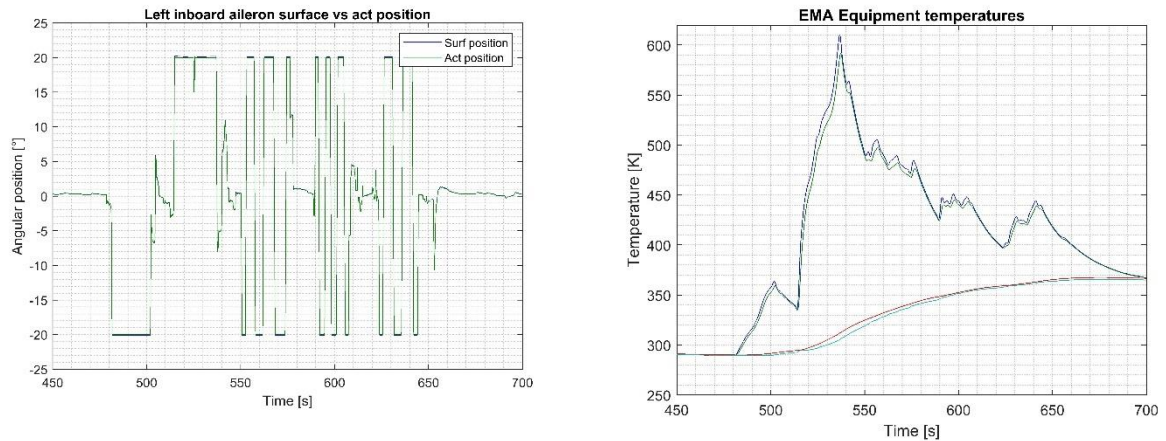 Left inboard aileron surface vs act position
25
20
15
10
5
0
-5
-10
-15
-20
-25
Angular position [°]
Surf position
Act position
450 500 550 600 650 700
Time [s]
EMA Equipment temperatures
600
550
500
450
400
350
300
250
Temperature [K]
450 500 550 600 650 700
Time [s]